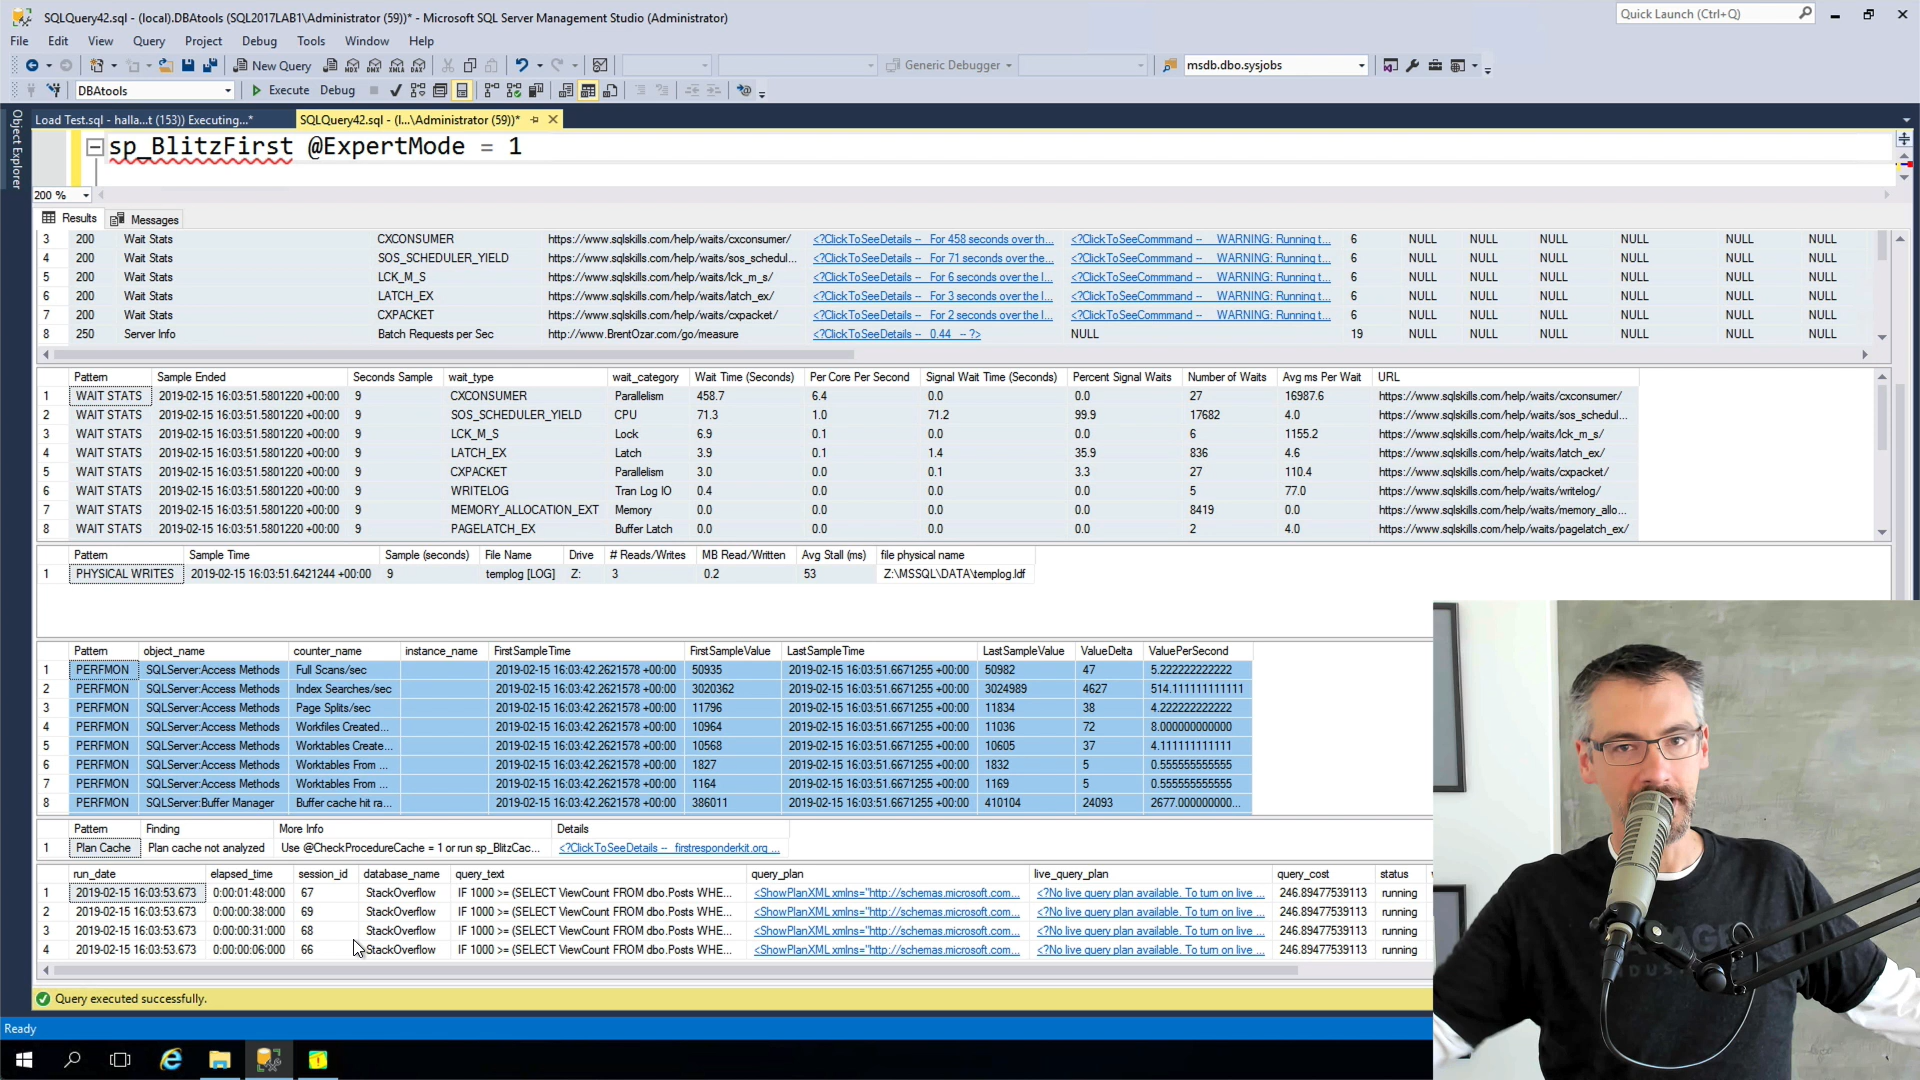 SQLQuery42.sql - (local).DBAtools (SQL2017LAB1\Administrator (59))* - Microsoft SQL Server Management Studio (Administrator)
Quick Launch (Ctrl+Q)
File Edit View Query Project Debug Tools Window Help
New Query Generic Debugger msdb.dbo.sysjobs
DBAtools Execute Debug
Object Explorer
Load Test.sql - halla...t (153)) Executing...* SQLQuery42.sql - (l...\Administrator (59))*
sp_BlitzFirst @ExpertMode = 1
200 %
Results Messages
3 200 Wait Stats CXCONSUMER https://www.sqlskills.com/help/waits/cxconsumer/ <?ClickToSeeDetails -- For 458 seconds over th... <?ClickToSeeCommmand -- WARNING: Running t... 6 NULL NULL NULL NULL NULL NULL
4 200 Wait Stats SOS_SCHEDULER_YIELD https://www.sqlskills.com/help/waits/sos_schedul... <?ClickToSeeDetails -- For 71 seconds over the... <?ClickToSeeCommmand -- WARNING: Running t... 6 NULL NULL NULL NULL NULL NULL
5 200 Wait Stats LCK_M_S https://www.sqlskills.com/help/waits/lck_m_s/ <?ClickToSeeDetails -- For 6 seconds over the l... <?ClickToSeeCommmand -- WARNING: Running t... 6 NULL NULL NULL NULL NULL NULL
6 200 Wait Stats LATCH_EX https://www.sqlskills.com/help/waits/latch_ex/ <?ClickToSeeDetails -- For 3 seconds over the l... <?ClickToSeeCommmand -- WARNING: Running t... 6 NULL NULL NULL NULL NULL NULL
7 200 Wait Stats CXPACKET https://www.sqlskills.com/help/waits/cxpacket/ <?ClickToSeeDetails -- For 2 seconds over the l... <?ClickToSeeCommmand -- WARNING: Running t... 6 NULL NULL NULL NULL NULL NULL
8 250 Server Info Batch Requests per Sec http://www.BrentOzar.com/go/measure <?ClickToSeeDetails -- 0.44 -- ?> NULL 19 NULL NULL NULL NULL NULL NULL
Pattern Sample Ended Seconds Sample wait_type wait_category Wait Time (Seconds) Per Core Per Second Signal Wait Time (Seconds) Percent Signal Waits Number of Waits Avg ms Per Wait URL
1 WAIT STATS 2019-02-15 16:03:51.5801220 +00:00 9 CXCONSUMER Parallelism 458.7 6.4 0.0 0.0 27 16987.6 https://www.sqlskills.com/help/waits/cxconsumer/
2 WAIT STATS 2019-02-15 16:03:51.5801220 +00:00 9 SOS_SCHEDULER_YIELD CPU 71.3 1.0 71.2 99.9 17682 4.0 https://www.sqlskills.com/help/waits/sos_schedul...
3 WAIT STATS 2019-02-15 16:03:51.5801220 +00:00 9 LCK_M_S Lock 6.9 0.1 0.0 0.0 6 1155.2 https://www.sqlskills.com/help/waits/lck_m_s/
4 WAIT STATS 2019-02-15 16:03:51.5801220 +00:00 9 LATCH_EX Latch 3.9 0.1 1.4 35.9 836 4.6 https://www.sqlskills.com/help/waits/latch_ex/
5 WAIT STATS 2019-02-15 16:03:51.5801220 +00:00 9 CXPACKET Parallelism 3.0 0.0 0.1 3.3 27 110.4 https://www.sqlskills.com/help/waits/cxpacket/
6 WAIT STATS 2019-02-15 16:03:51.5801220 +00:00 9 WRITELOG Tran Log IO 0.4 0.0 0.0 0.0 5 77.0 https://www.sqlskills.com/help/waits/writelog/
7 WAIT STATS 2019-02-15 16:03:51.5801220 +00:00 9 MEMORY_ALLOCATION_EXT Memory 0.0 0.0 0.0 0.0 8419 0.0 https://www.sqlskills.com/help/waits/memory_allo...
8 WAIT STATS 2019-02-15 16:03:51.5801220 +00:00 9 PAGELATCH_EX Buffer Latch 0.0 0.0 0.0 0.0 2 4.0 https://www.sqlskills.com/help/waits/pagelatch_ex/
Pattern Sample Time Sample (seconds) File Name Drive # Reads/Writes MB Read/Written Avg Stall (ms) file physical name
1 PHYSICAL WRITES 2019-02-15 16:03:51.6421244 +00:00 9 templog [LOG] Z: 3 0.2 53 Z:\MSSQL\DATA\templog.ldf
Pattern object_name counter_name instance_name FirstSampleTime FirstSampleValue LastSampleTime LastSampleValue ValueDelta ValuePerSecond
1 PERFMON SQLServer:Access Methods Full Scans/sec 2019-02-15 16:03:42.2621578 +00:00 50935 2019-02-15 16:03:51.6671255 +00:00 50982 47 5.222222222222
2 PERFMON SQLServer:Access Methods Index Searches/sec 2019-02-15 16:03:42.2621578 +00:00 3020362 2019-02-15 16:03:51.6671255 +00:00 3024989 4627 514.111111111111
3 PERFMON SQLServer:Access Methods Page Splits/sec 2019-02-15 16:03:42.2621578 +00:00 11796 2019-02-15 16:03:51.6671255 +00:00 11834 38 4.222222222222
4 PERFMON SQLServer:Access Methods Workfiles Created... 2019-02-15 16:03:42.2621578 +00:00 10964 2019-02-15 16:03:51.6671255 +00:00 11036 72 8.000000000000
5 PERFMON SQLServer:Access Methods Worktables Create... 2019-02-15 16:03:42.2621578 +00:00 10568 2019-02-15 16:03:51.6671255 +00:00 10605 37 4.111111111111
6 PERFMON SQLServer:Access Methods Worktables From ... 2019-02-15 16:03:42.2621578 +00:00 1827 2019-02-15 16:03:51.6671255 +00:00 1832 5 0.555555555555
7 PERFMON SQLServer:Access Methods Worktables From ... 2019-02-15 16:03:42.2621578 +00:00 1164 2019-02-15 16:03:51.6671255 +00:00 1169 5 0.555555555555
8 PERFMON SQLServer:Buffer Manager Buffer cache hit ra... 2019-02-15 16:03:42.2621578 +00:00 386011 2019-02-15 16:03:51.6671255 +00:00 410104 24093 2677.000000000...
Pattern Finding More Info Details
1 Plan Cache Plan cache not analyzed Use @CheckProcedureCache = 1 or run sp_BlitzCac... <?ClickToSeeDetails -- firstresponderkit.org ...
run_date elapsed_time session_id database_name query_text query_plan live_query_plan query_cost status
1 2019-02-15 16:03:53.673 0:00:01:48:000 67 StackOverflow IF 1000 >= (SELECT ViewCount FROM dbo.Posts WHE... <ShowPlanXML xmlns="http://schemas.microsoft.com... <?No live query plan available. To turn on live ... 246.89477539113 running
2 2019-02-15 16:03:53.673 0:00:00:38:000 69 StackOverflow IF 1000 >= (SELECT ViewCount FROM dbo.Posts WHE... <ShowPlanXML xmlns="http://schemas.microsoft.com... <?No live query plan available. To turn on live ... 246.89477539113 running
3 2019-02-15 16:03:53.673 0:00:00:31:000 68 StackOverflow IF 1000 >= (SELECT ViewCount FROM dbo.Posts WHE... <ShowPlanXML xmlns="http://schemas.microsoft.com... <?No live query plan available. To turn on live ... 246.89477539113 running
4 2019-02-15 16:03:53.673 0:00:00:06:000 66 StackOverflow IF 1000 >= (SELECT ViewCount FROM dbo.Posts WHE... <ShowPlanXML xmlns="http://schemas.microsoft.com... <?No live query plan available. To turn on live ... 246.89477539113 running
Query executed successfully.
Ready